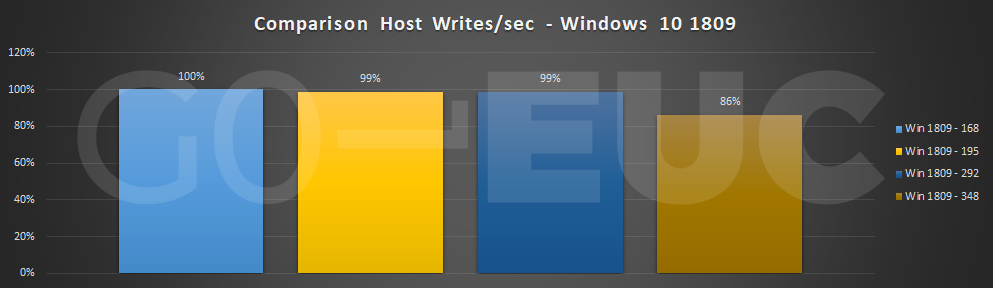 Comparison Host Writes/sec - Windows 10 1809
120%
100%
80%
60%
40%
20%
0%
100%
99%
99%
86%
GO-EUC
Win 1809 - 168
Win 1809 - 195
Win 1809 - 292
Win 1809 - 348